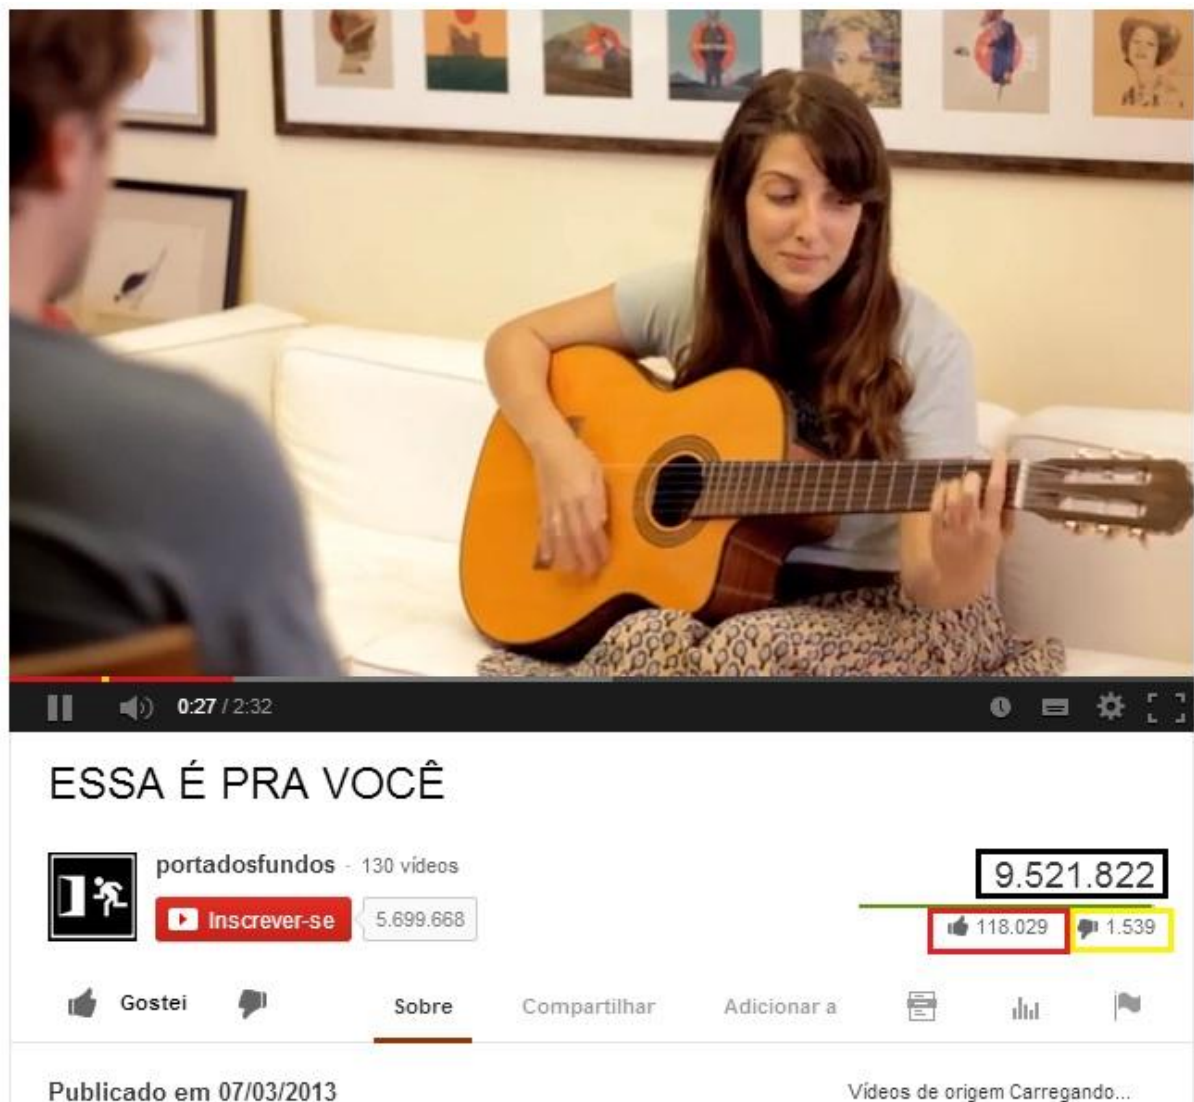 0:27 / 2:32
ESSA É PRA VOCÊ
portadosfundos · 130 vídeos
9.521.822
Inscrever-se 5.699.668
118.029 1.539
Gostei Sobre Compartilhar Adicionar a
Publicado em 07/03/2013 Vídeos de origem Carregando...